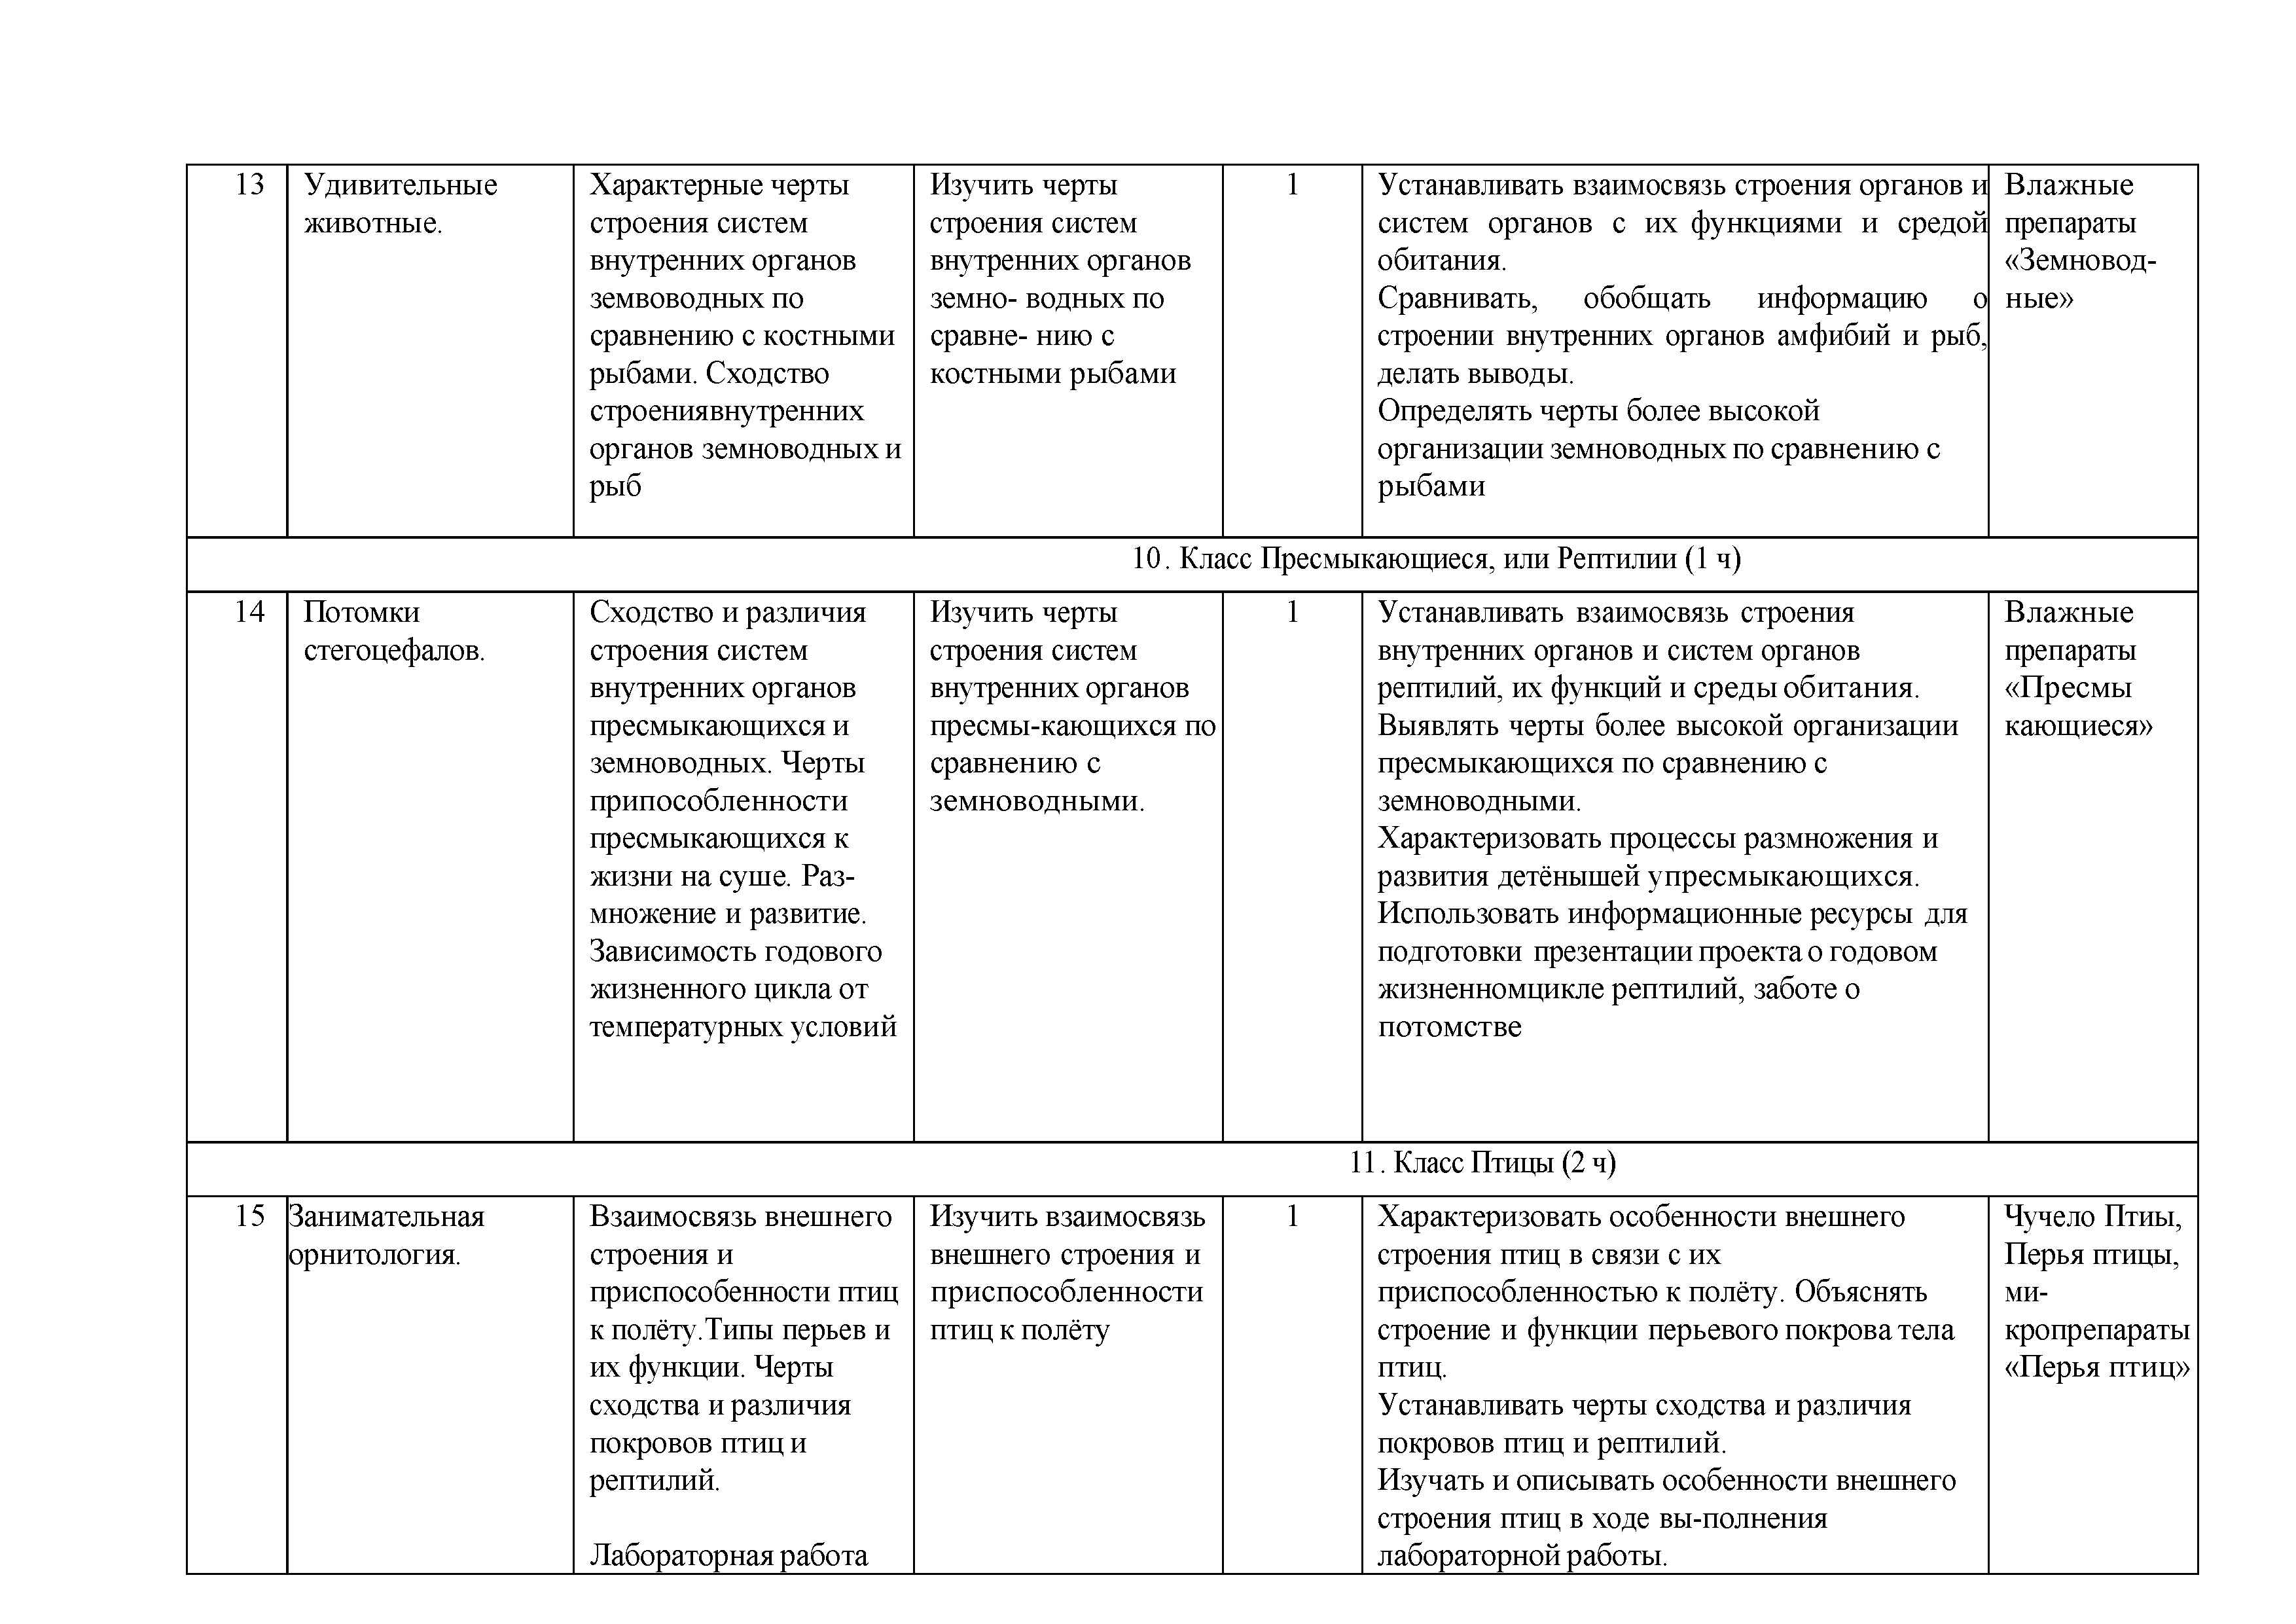 13
Удивительные
животные.
Характерные черты
строения систем
внутренних органов
земвоводных по
сравнению с костными
рыбами. Сходство
строениявнутренних
органов земноводных и
рыб
Изучить черты
строения систем
внутренних органов
земно- водных по
сравне- нию с
костными рыбами
1
Устанавливать взаимосвязь строения органов и
систем органов с их функциями и средой
обитания.
Сравнивать, обобщать информацию о
строении внутренних органов амфибий и рыб,
делать выводы.
Определять черты более высокой
организации земноводных по сравнению с
рыбами
Влажные
препараты
«Земновод-
ные»
10. Класс Пресмыкающиеся, или Рептилии (1 ч)
14
Потомки
стегоцефалов.
Сходство и различия
строения систем
внутренних органов
пресмыкающихся и
земноводных. Черты
припособленности
пресмыкающихся к
жизни на суше. Раз-
множение и развитие.
Зависимость годового
жизненного цикла от
температурных условий
Изучить черты
строения систем
внутренних органов
пресмы-кающихся по
сравнению с
земноводными.
1
Устанавливать взаимосвязь строения
внутренних органов и систем органов
рептилий, их функций и среды обитания.
Выявлять черты более высокой организации
пресмыкающихся по сравнению с
земноводными.
Характеризовать процессы размножения и
развития детёнышей упресмыкающихся.
Использовать информационные ресурсы для
подготовки презентации проекта о годовом
жизненномцикле рептилий, заботе о
потомстве
Влажные
препараты
«Пресмы
кающиеся»
11. Класс Птицы (2 ч)
15
Занимательная
орнитология.
Взаимосвязь внешнего
строения и
приспособенности птиц
к полёту.Типы перьев и
их функции. Черты
сходства и различия
покровов птиц и
рептилий.
Лабораторная работа
Изучить взаимосвязь
внешнего строения и
приспособленности
птиц к полёту
1
Характеризовать особенности внешнего
строения птиц в связи с их
приспособленностью к полёту. Объяснять
строение и функции перьевого покрова тела
птиц.
Устанавливать черты сходства и различия
покровов птиц и рептилий.
Изучать и описывать особенности внешнего
строения птиц в ходе вы-полнения
лабораторной работы.
Чучело Птиы,
Перья птицы,
ми-
кропрепараты
«Перья птиц»